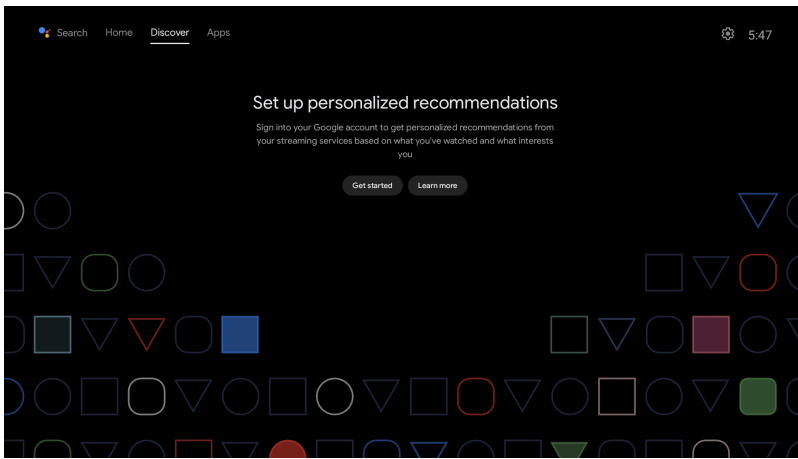 Search Home Discover Apps 5:47
Set up personalized recommendations
Sign into your Google account to get personalized recommendations from
your streaming services based on what you've watched and what interests
you
Get started Learn more